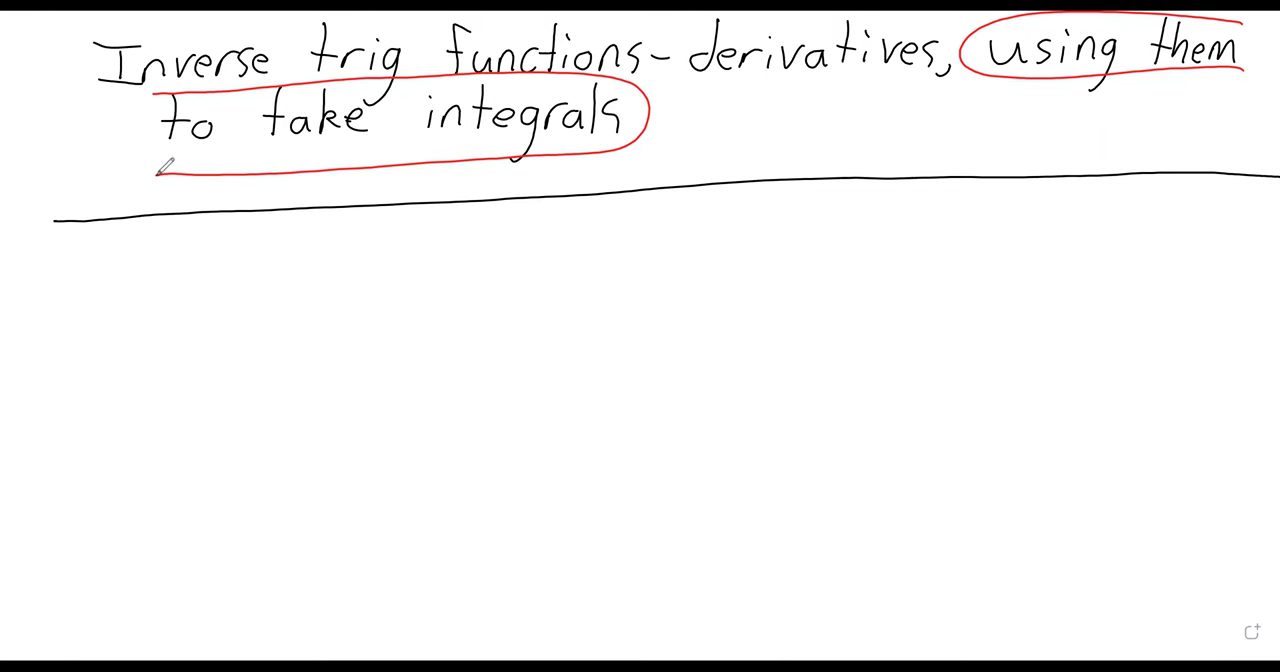 Inverse trig functions - derivatives, using them
to take integrals